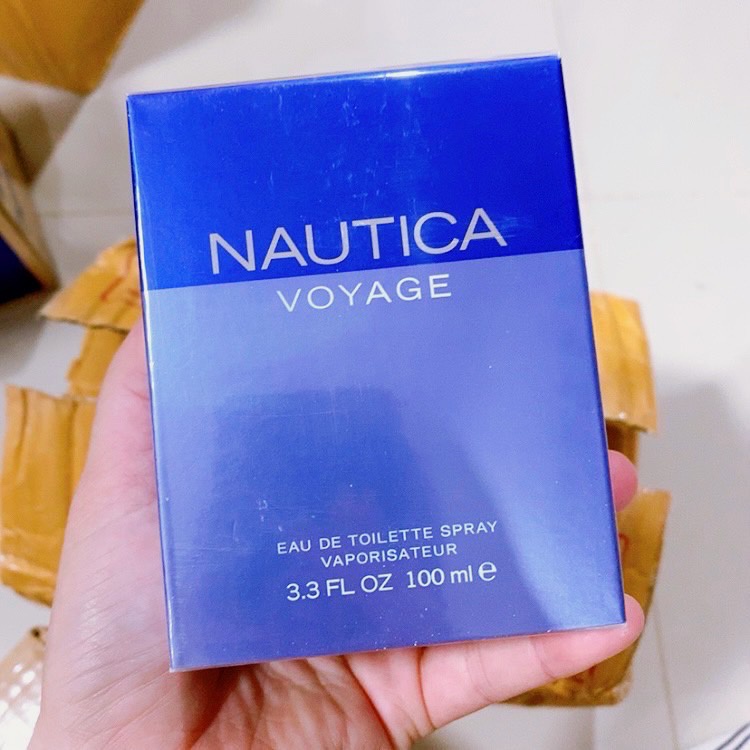 NAUTICA
VOYAGE
EAU DE TOILETTE SPRAY
VAPORISATEUR
3.3 FL OZ 100 ml ℮